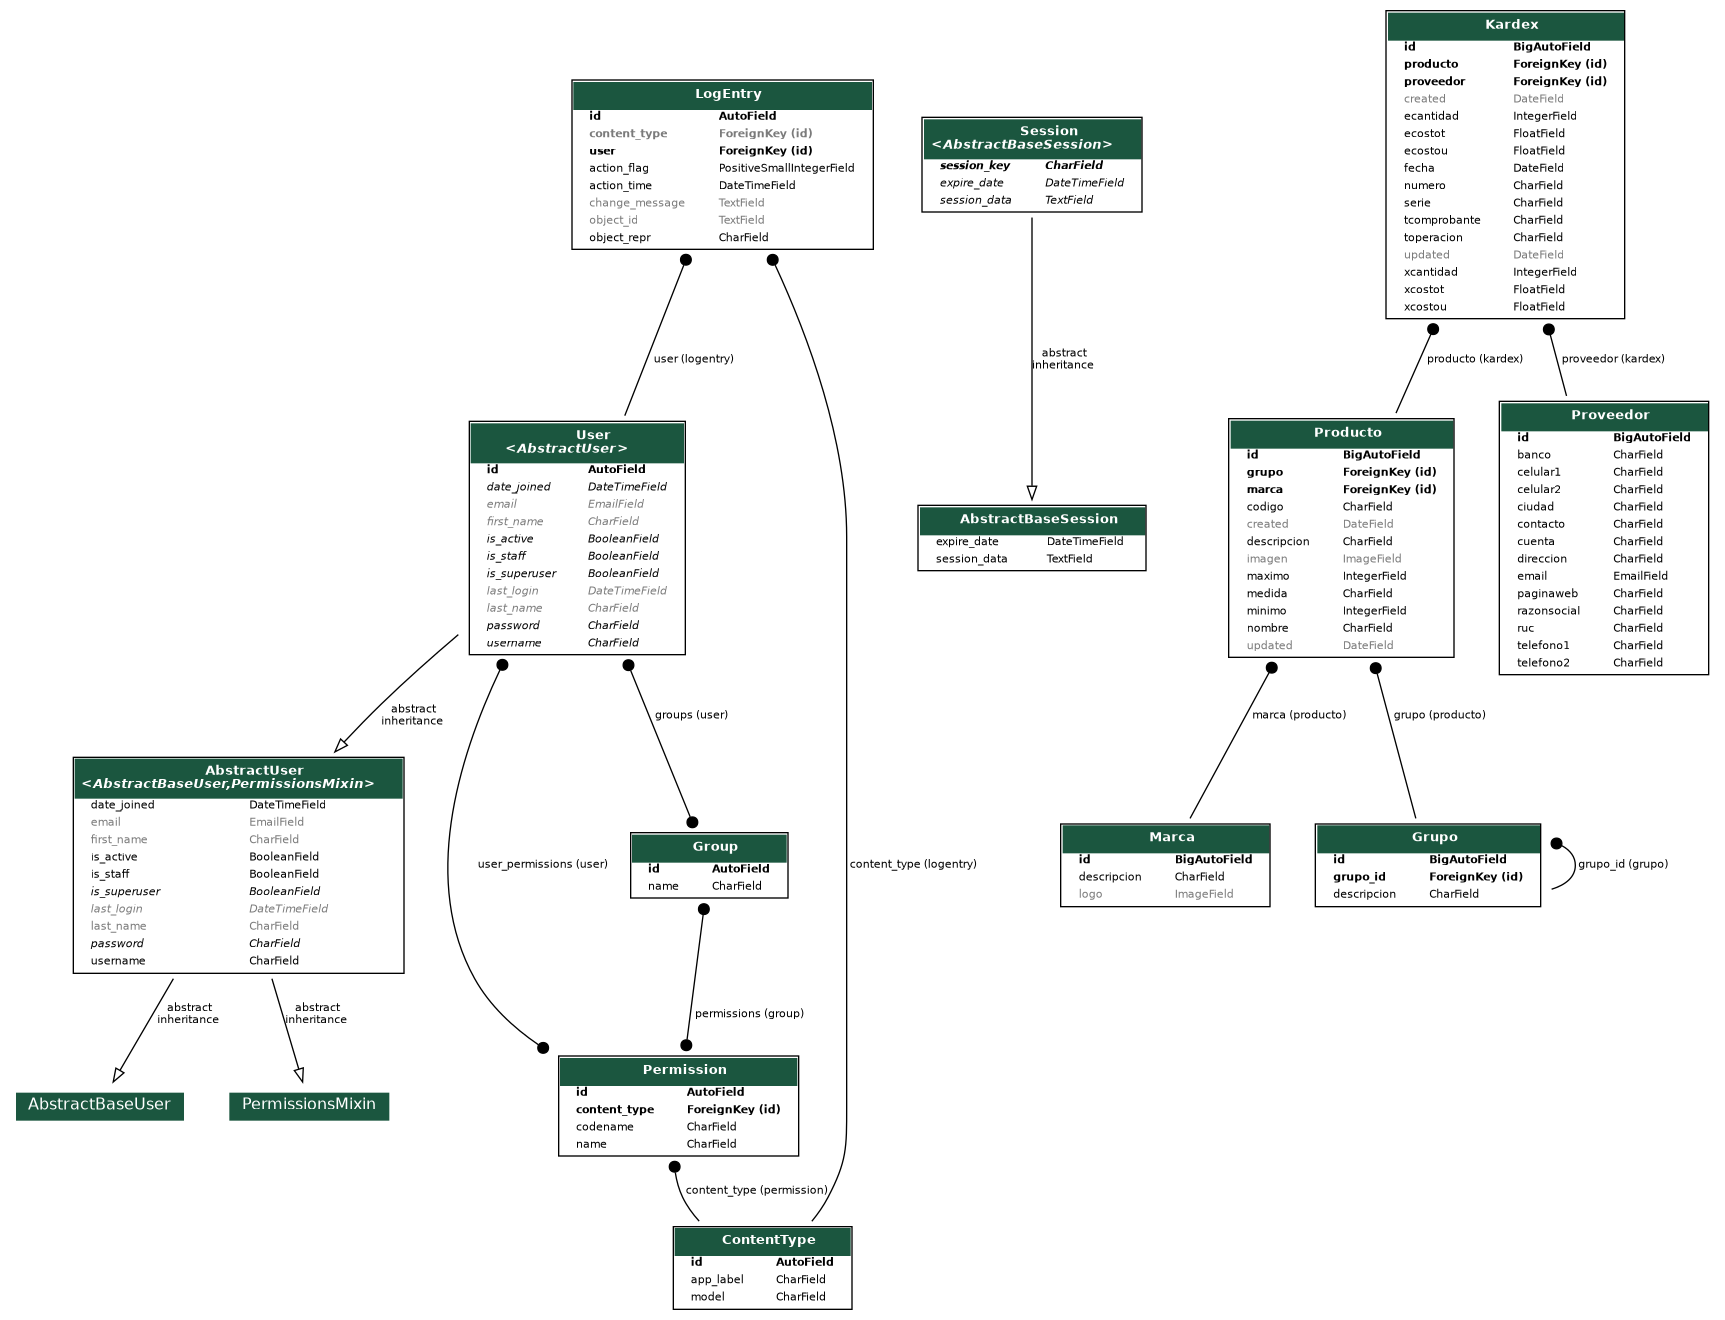 Kardex
id BigAutoField
producto ForeignKey (id)
proveedor ForeignKey (id)
created DateField
ecantidad IntegerField
ecostot FloatField
ecostou FloatField
fecha DateField
numero CharField
serie CharField
tcomprobante CharField
toperacion CharField
updated DateField
xcantidad IntegerField
xcostot FloatField
xcostou FloatField
LogEntry
id AutoField
content_type ForeignKey (id)
user ForeignKey (id)
action_flag PositiveSmallIntegerField
action_time DateTimeField
change_message TextField
object_id TextField
object_repr CharField
Session
<AbstractBaseSession>
session_key CharField
expire_date DateTimeField
session_data TextField
user (logentry)
abstract
inheritance
producto (kardex)
proveedor (kardex)
User
<AbstractUser>
id AutoField
date_joined DateTimeField
email EmailField
first_name CharField
is_active BooleanField
is_staff BooleanField
is_superuser BooleanField
last_login DateTimeField
last_name CharField
password CharField
username CharField
AbstractBaseSession
expire_date DateTimeField
session_data TextField
Producto
id BigAutoField
grupo ForeignKey (id)
marca ForeignKey (id)
codigo CharField
created DateField
descripcion CharField
imagen ImageField
maximo IntegerField
medida CharField
minimo IntegerField
nombre CharField
updated DateField
Proveedor
id BigAutoField
banco CharField
celular1 CharField
celular2 CharField
ciudad CharField
contacto CharField
cuenta CharField
direccion CharField
email EmailField
paginaweb CharField
razonsocial CharField
ruc CharField
telefono1 CharField
telefono2 CharField
abstract
inheritance
groups (user)
marca (producto)
grupo (producto)
AbstractUser
<AbstractBaseUser,PermissionsMixin>
date_joined DateTimeField
email EmailField
first_name CharField
is_active BooleanField
is_staff BooleanField
is_superuser BooleanField
last_login DateTimeField
last_name CharField
password CharField
username CharField
user_permissions (user)
Group
id AutoField
name CharField
content_type (logentry)
Marca
id BigAutoField
descripcion CharField
logo ImageField
Grupo
id BigAutoField
grupo_id ForeignKey (id)
descripcion CharField
grupo_id (grupo)
abstract
inheritance
abstract
inheritance
permissions (group)
AbstractBaseUser
PermissionsMixin
Permission
id AutoField
content_type ForeignKey (id)
codename CharField
name CharField
content_type (permission)
ContentType
id AutoField
app_label CharField
model CharField